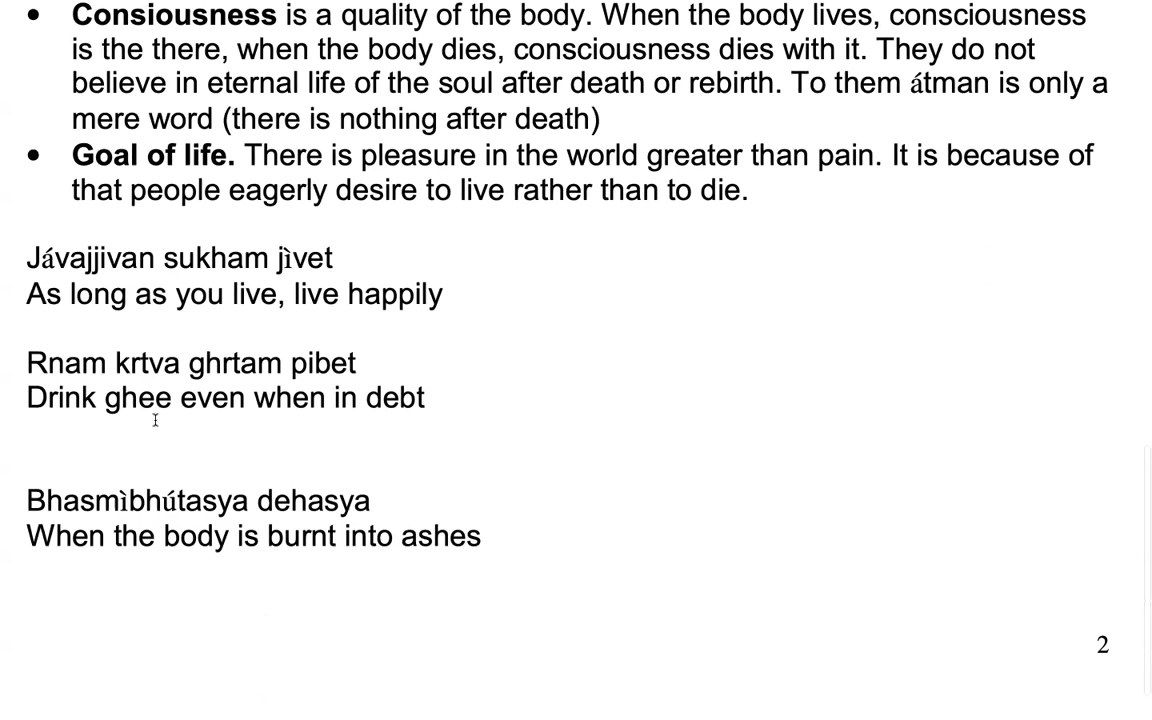 • Consiousness is a quality of the body. When the body lives, consciousness
is the there, when the body dies, consciousness dies with it. They do not
believe in eternal life of the soul after death or rebirth. To them átman is only a
mere word (there is nothing after death)
• Goal of life. There is pleasure in the world greater than pain. It is because of
that people eagerly desire to live rather than to die.
Jávajjivan sukham jìvet
As long as you live, live happily
Rnam krtva ghrtam pibet
Drink ghee even when in debt
Bhasmìbhútasya dehasya
When the body is burnt into ashes
2